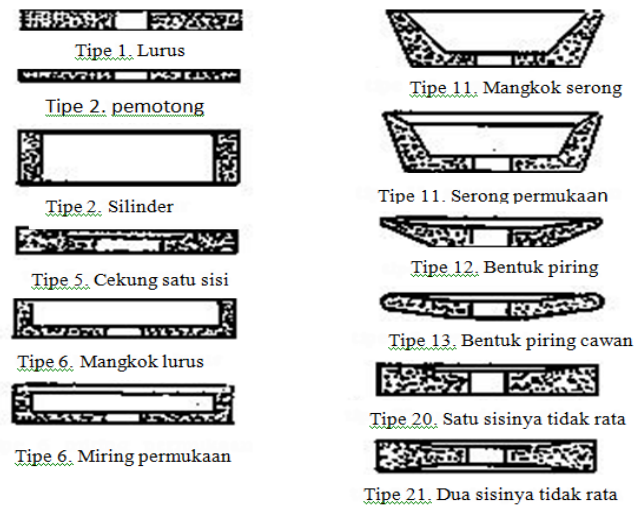 Tipe 1. Lurus
Tipe 2. pemotong
Tipe 2. Silinder
Tipe 5. Cekung satu sisi
Tipe 6. Mangkok lurus
Tipe 6. Miring permukaan
Tipe 11. Mangkok serong
Tipe 11. Serong permukaan
Tipe 12. Bentuk piring
Tipe 13. Bentuk piring cawan
Tipe 20. Satu sisinya tidak rata
Tipe 21. Dua sisinya tidak rata